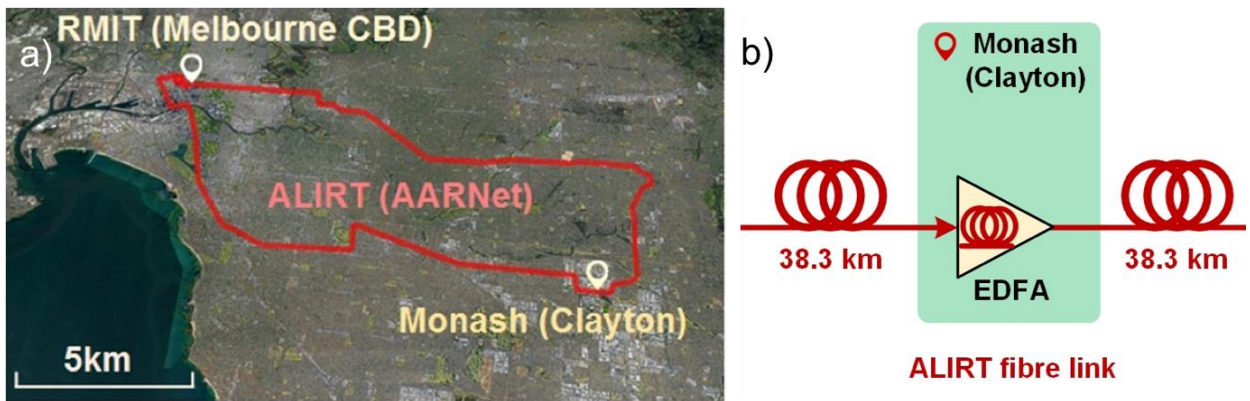 a)
RMIT (Melbourne CBD)
ALIRT (AARNet)
Monash (Clayton)
5km
b)
Monash
(Clayton)
38.3 km
EDFA
38.3 km
ALIRT fibre link